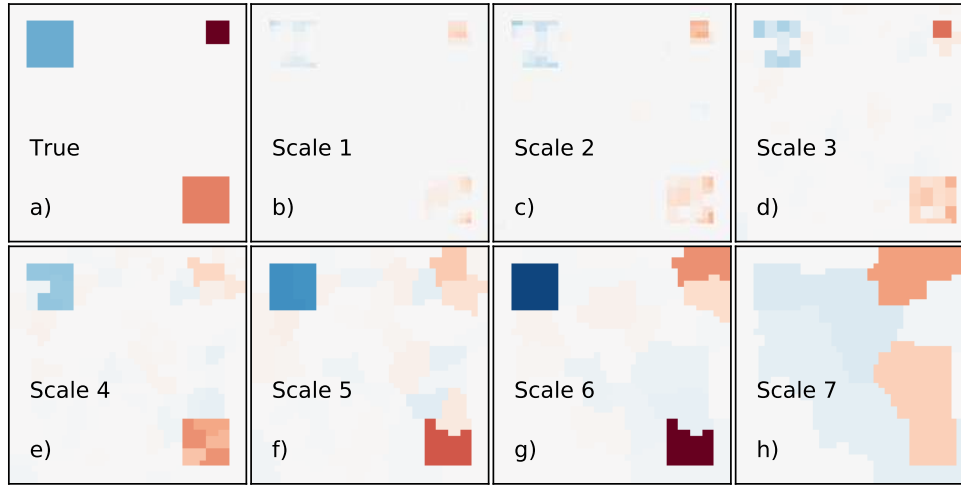 True
a)
Scale 1
b)
Scale 2
c)
Scale 3
d)
Scale 4
e)
Scale 5
f)
Scale 6
g)
Scale 7
h)